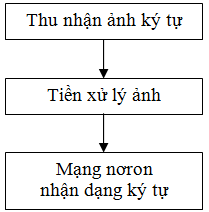 Thu nhận ảnh ký tự
Tiền xử lý ảnh
Mạng nơron
nhận dạng ký tự